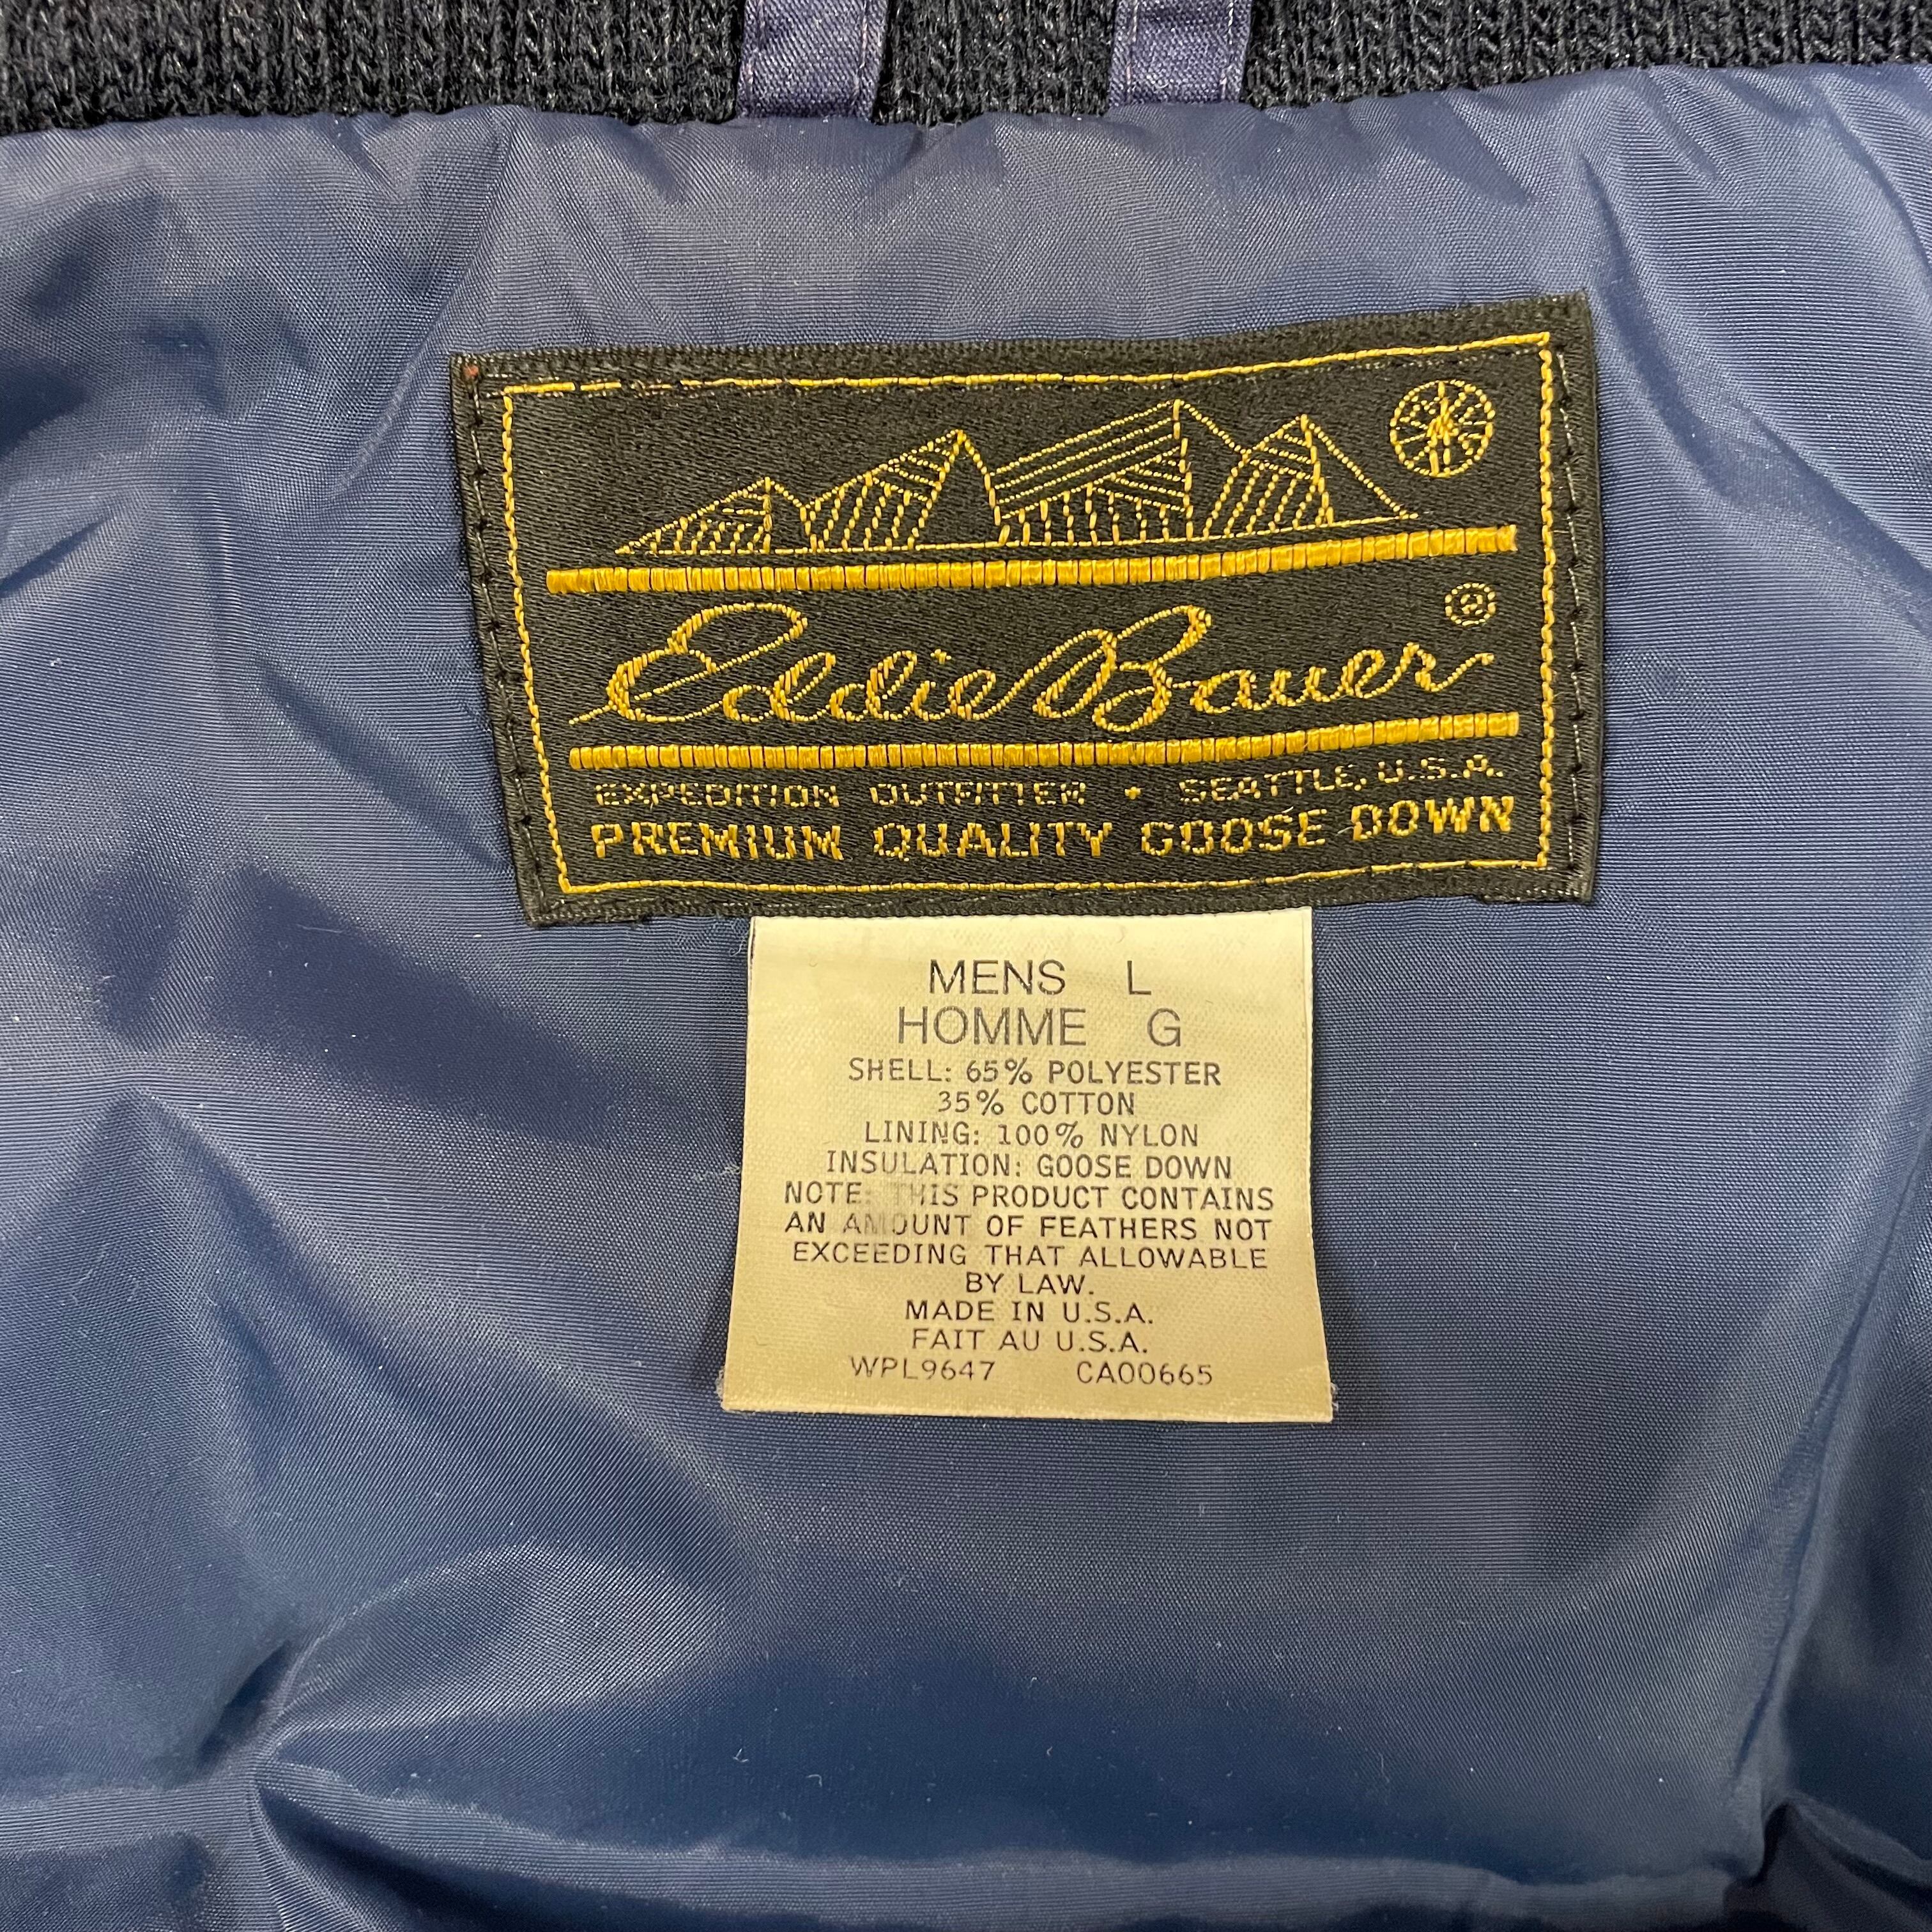 Eddie Bauer ®
EXPEDITION OUTFITTER • SEATTLE, U.S.A.
PREMIUM QUALITY GOOSE DOWN
MENS L
HOMME G
SHELL: 65% POLYESTER
35% COTTON
LINING: 100% NYLON
INSULATION: GOOSE DOWN
NOTE: THIS PRODUCT CONTAINS
AN AMOUNT OF FEATHERS NOT
EXCEEDING THAT ALLOWABLE
BY LAW.
MADE IN U.S.A.
FAIT AU U.S.A.
WPL9647 CA00665